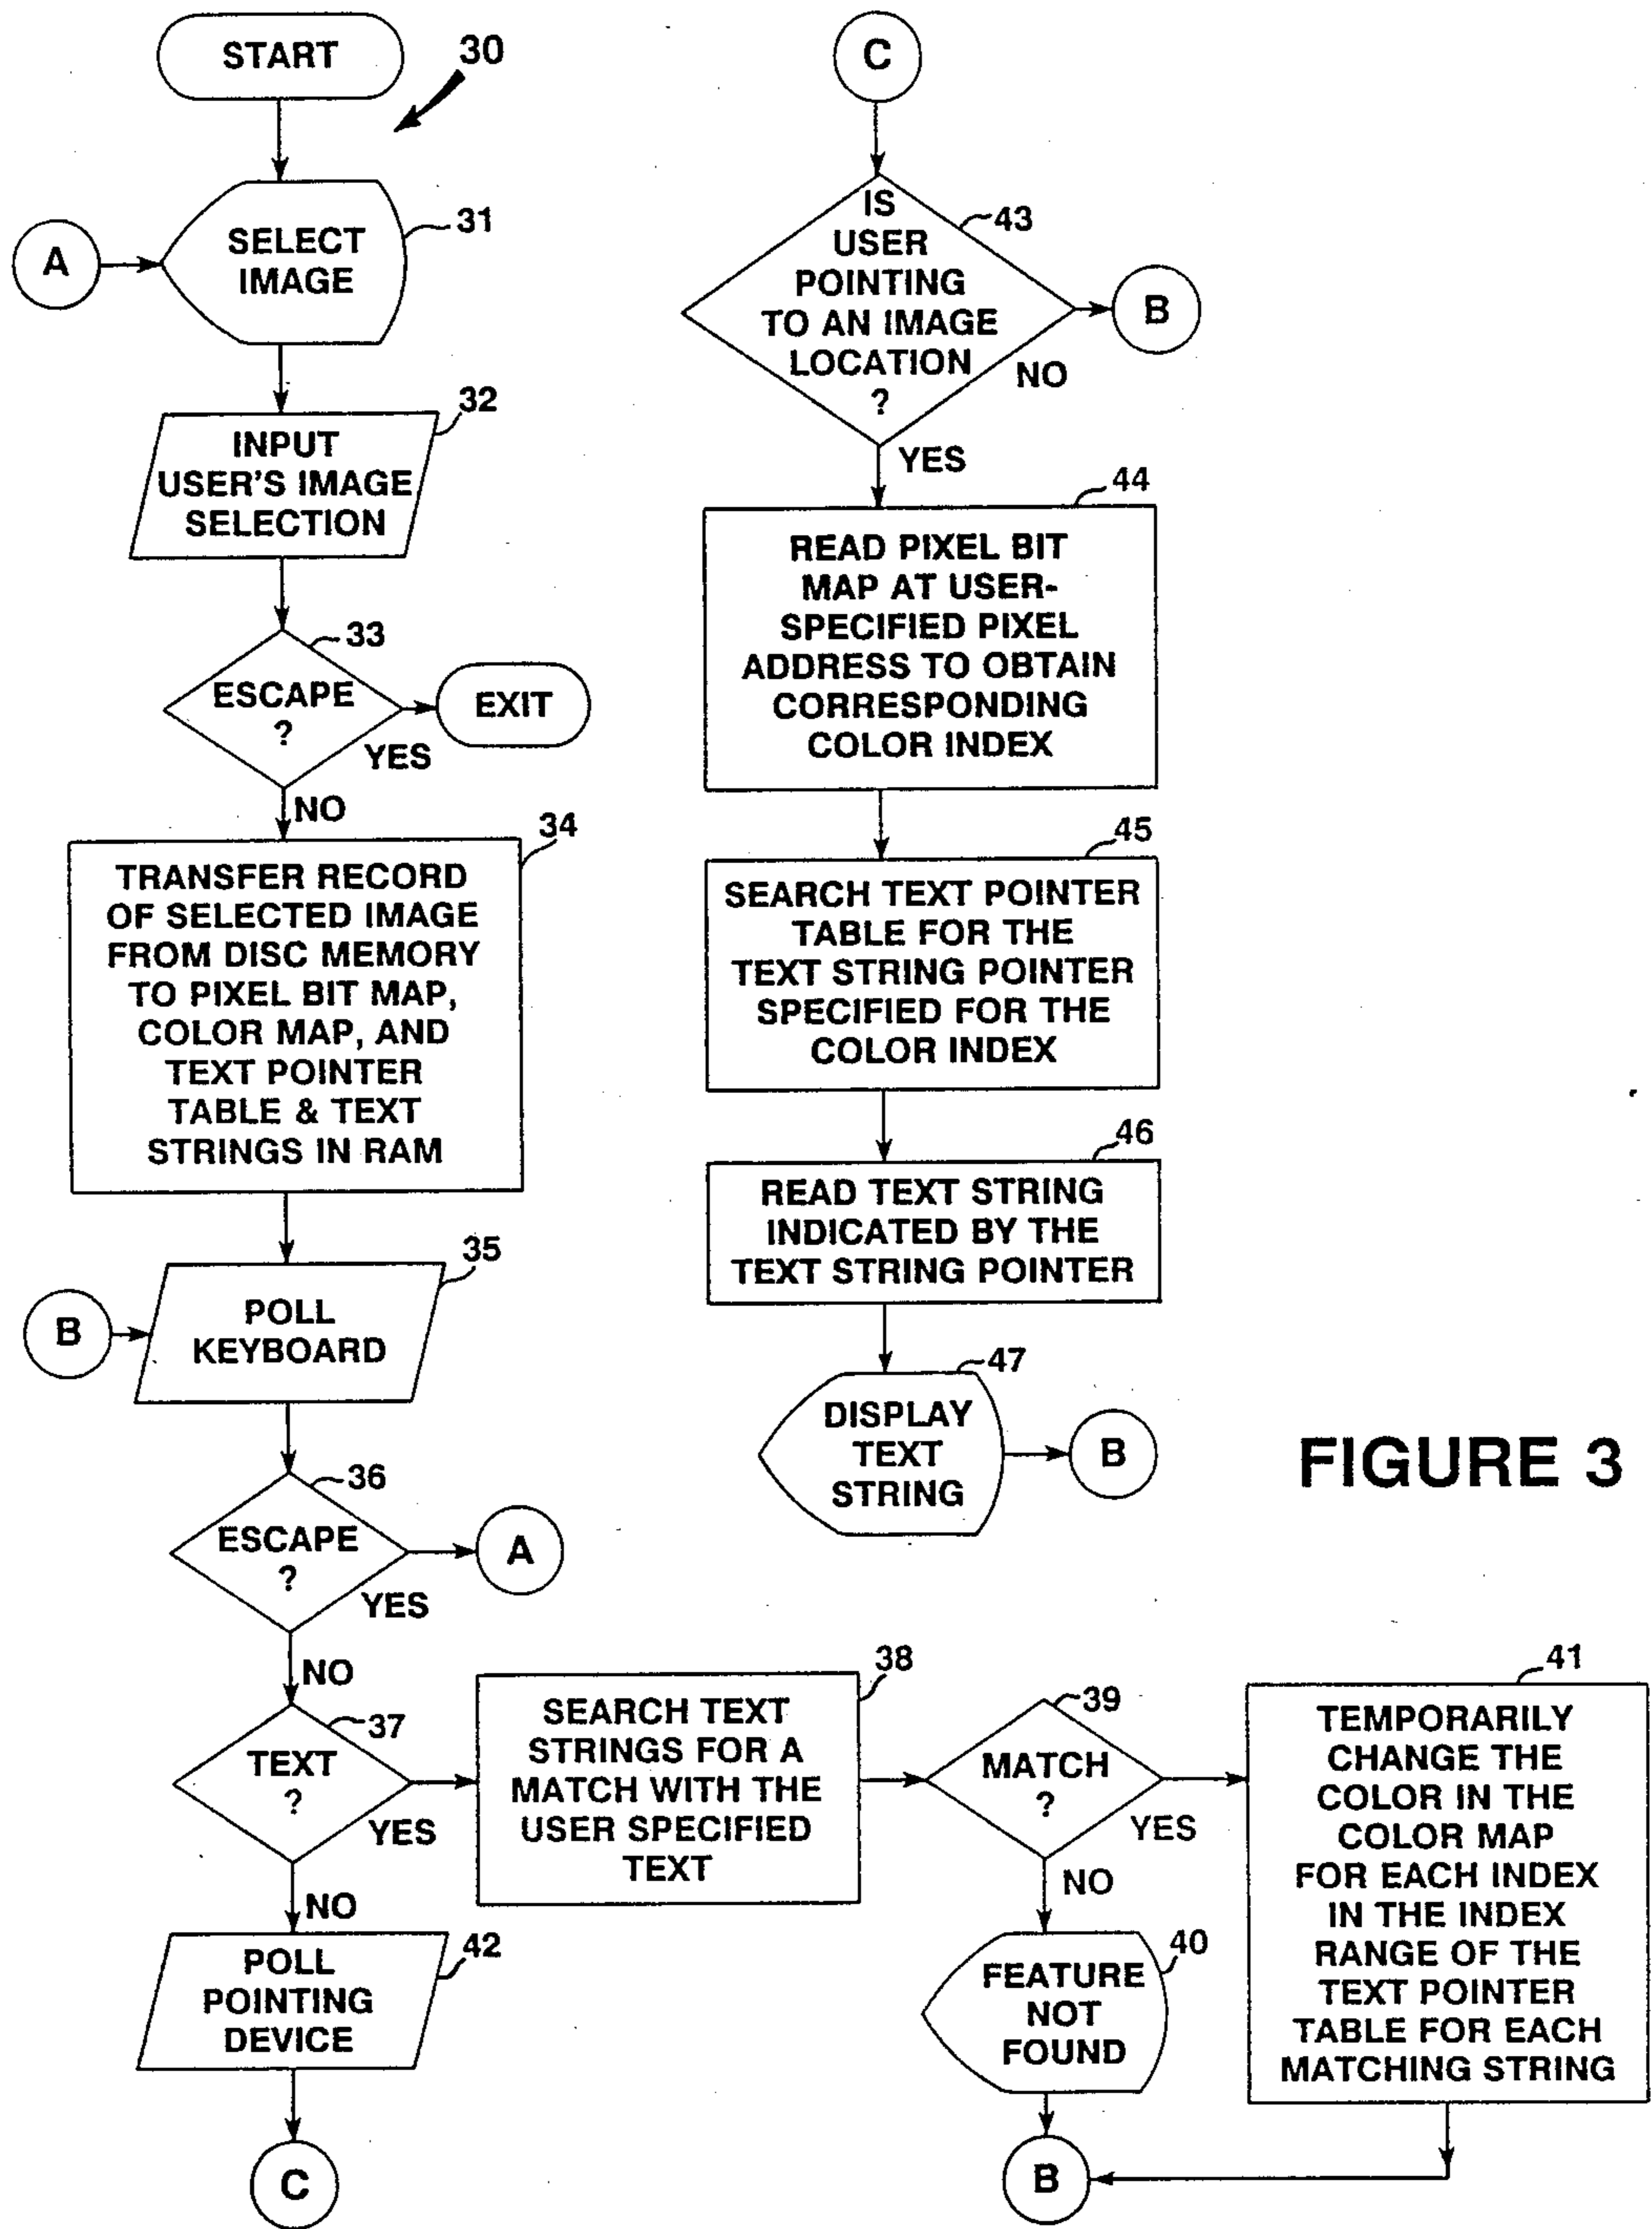 START
30
A
SELECT
IMAGE
31
INPUT
USER'S IMAGE
SELECTION
32
ESCAPE
?
33
YES
EXIT
NO
TRANSFER RECORD
OF SELECTED IMAGE
FROM DISC MEMORY
TO PIXEL BIT MAP,
COLOR MAP, AND
TEXT POINTER
TABLE & TEXT
STRINGS IN RAM
34
B
POLL
KEYBOARD
35
ESCAPE
?
36
YES
A
NO
TEXT
?
37
YES
NO
SEARCH TEXT
STRINGS FOR A
MATCH WITH THE
USER SPECIFIED
TEXT
38
MATCH
?
39
YES
NO
FEATURE
NOT
FOUND
40
B
TEMPORARILY
CHANGE THE
COLOR IN THE
COLOR MAP
FOR EACH INDEX
IN THE INDEX
RANGE OF THE
TEXT POINTER
TABLE FOR EACH
MATCHING STRING
41
POLL
POINTING
DEVICE
42
C
C
IS
USER
POINTING
TO AN IMAGE
LOCATION
?
43
B
NO
YES
READ PIXEL BIT
MAP AT USER-
SPECIFIED PIXEL
ADDRESS TO OBTAIN
CORRESPONDING
COLOR INDEX
44
SEARCH TEXT POINTER
TABLE FOR THE
TEXT STRING POINTER
SPECIFIED FOR THE
COLOR INDEX
45
READ TEXT STRING
INDICATED BY THE
TEXT STRING POINTER
46
DISPLAY
TEXT
STRING
47
B
FIGURE 3